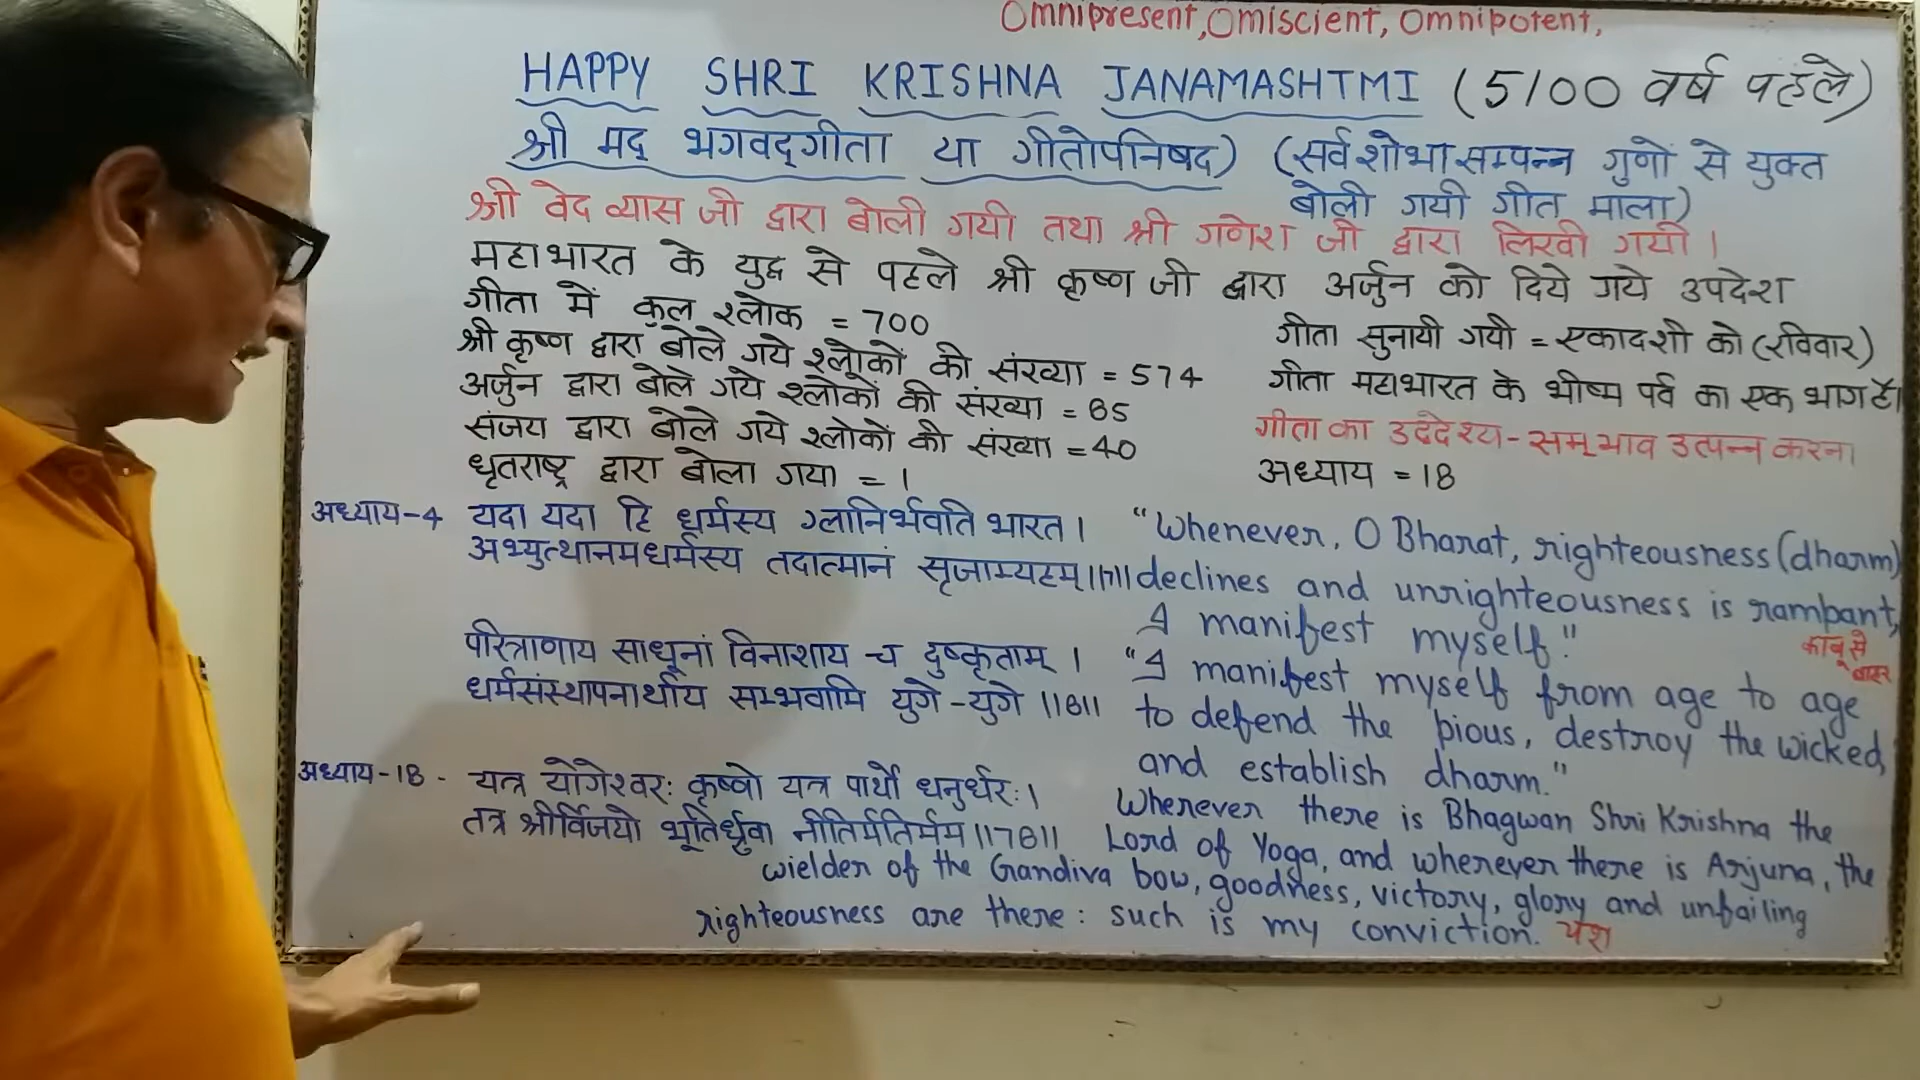 Omnipresent, Omiscient, Omnipotent,
HAPPY SHRI KRISHNA JANAMASHTMI (5100 वर्ष पहले)
श्री मद् भगवद्गीता या गीतोपनिषद) (सर्व शोभा सम्पन्न गुणों से युक्त
बोली गयी गीत माला)
श्री वेद व्यास जी द्वारा बोली गयी तथा श्री गणेश जी द्वारा लिखी गयी।
महाभारत के युद्ध से पहले श्री कृष्ण जी द्वारा अर्जुन को दिये गये उपदेश
गीता में कुल श्लोक = 700
गीता सुनायी गयी = एकादशी को (रविवार)
श्री कृष्ण द्वारा बोले गये श्लोकों की संख्या = 574
गीता महाभारत के भीष्म पर्व का एक भाग है।
अर्जुन द्वारा बोले गये श्लोकों की संख्या = 85
गीता का उद्देश्य - सम्भाव उत्पन्न करना
संजय द्वारा बोले गये श्लोकों की संख्या = 40
अध्याय = 18
धृतराष्ट्र द्वारा बोला गया = 1
अध्याय-4 यदा यदा हि धर्मस्य ग्लानिर्भवति भारत।
अभ्युत्थानमधर्मस्य तदात्मानं सृजाम्यहम्॥7॥
"Whenever, O Bharat, righteousness (dharm)
declines and unrighteousness is rampant,
I manifest myself."
काबू से
बाहर
परित्राणाय साधूनां विनाशाय च दुष्कृताम्।
धर्मसंस्थापनार्थाय सम्भवामि युगे-युगे ॥8॥
"I manifest myself from age to age
to defend the pious, destroy the wicked,
and establish dharm."
अध्याय-18 - यत्र योगेश्वरः कृष्णो यत्र पार्थो धनुर्धरः।
तत्र श्रीर्विजयो भूतिर्ध्रुवा नीतिर्मतिर्मम॥78॥
Wherever there is Bhagwan Shri Krishna the
Lord of Yoga, and wherever there is Arjuna, the
wielder of the Gandiva bow, goodness, victory, glory and unfailing
righteousness are there: such is my conviction. यश